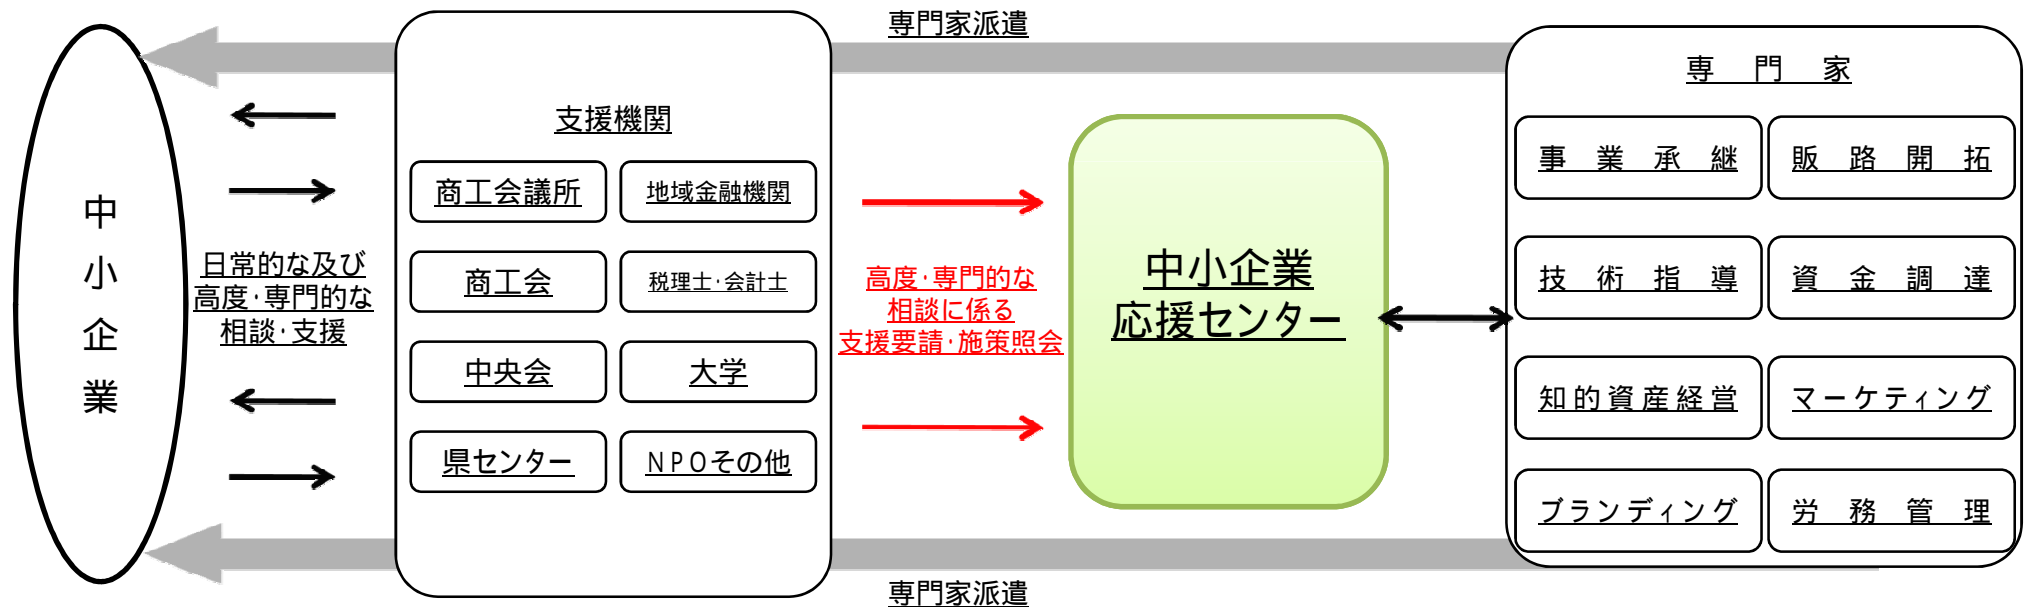 専門家派遣
中
小
企
業
日常的な及び
高度・専門的な
相談・支援
支援機関
商工会議所
地域金融機関
商工会
税理士・会計士
中央会
大学
県センター
NPOその他
高度・専門的な
相談に係る
支援要請・施策照会
中小企業
応援センター
専　門　家
事　業　承　継
販　路　開　拓
技　術　指　導
資　金　調　達
知的資産経営
マーケティング
ブランディング
労　務　管　理
専門家派遣